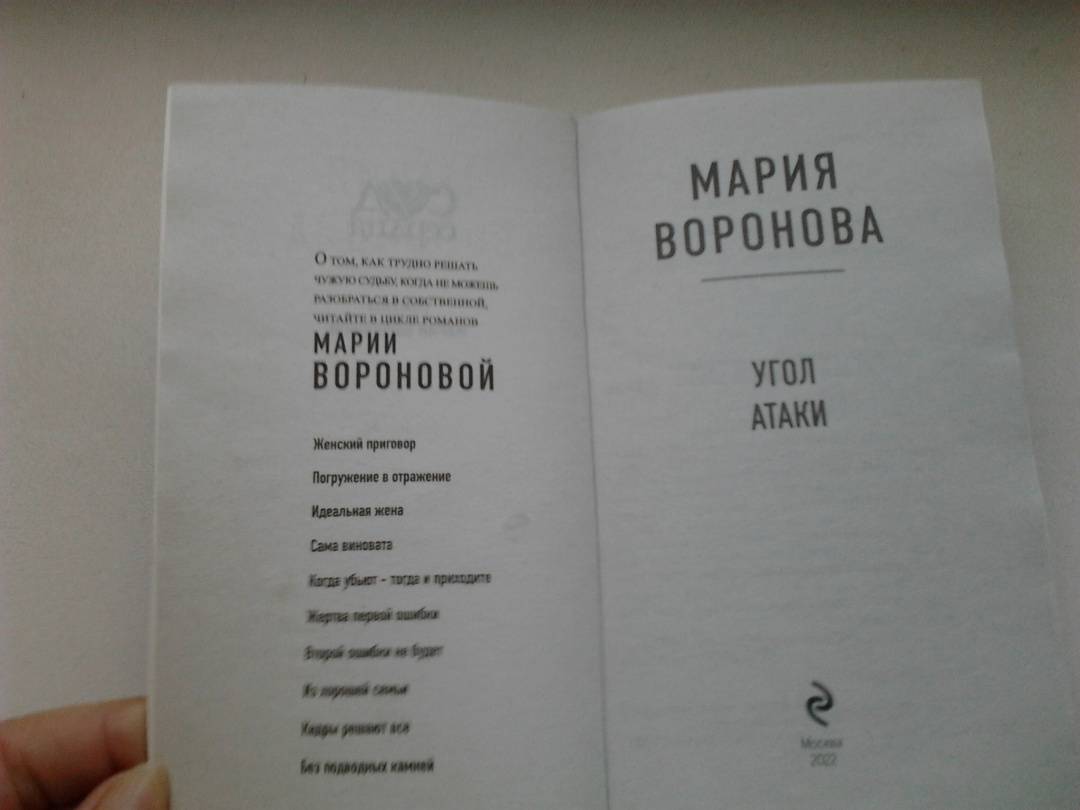 О ТОМ, КАК ТРУДНО РЕШАТЬ
ЧУЖУЮ СУДЬБУ, КОГДА НЕ МОЖЕШЬ
РАЗОБРАТЬСЯ В СОБСТВЕННОЙ,
ЧИТАЙТЕ В ЦИКЛЕ РОМАНОВ
МАРИИ
ВОРОНОВОЙ
Женский приговор
Погружение в отражение
Идеальная жена
Сама виновата
Когда убьют - тогда и приходите
Жертва первой ошибки
Второй ошибки не будет
Из хорошей семьи
Кадры решают все
Без подводных камней
МАРИЯ
ВОРОНОВА
УГОЛ
АТАКИ
Москва
2022